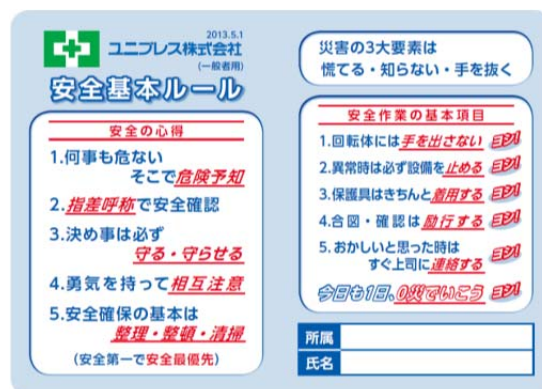 2013.5.1
ユニプレス株式会社
(一般者用)
安全基本ルール
安全の心得
1.何事も危ない
そこで危険予知
2.指差呼称で安全確認
3.決め事は必ず
守る・守らせる
4.勇気を持って相互注意
5.安全確保の基本は
整理・整頓・清掃
(安全第一で安全最優先)
災害の3大要素は
慌てる・知らない・手を抜く
安全作業の基本項目
1.回転体には手を出さない ヨシ!
2.異常時は必ず設備を止める ヨシ!
3.保護具はきちんと着用する ヨシ!
4.合図・確認は励行する ヨシ!
5.おかしいと思った時は
すぐ上司に連絡する ヨシ!
今日も1日、0災でいこう ヨシ!
所属
氏名